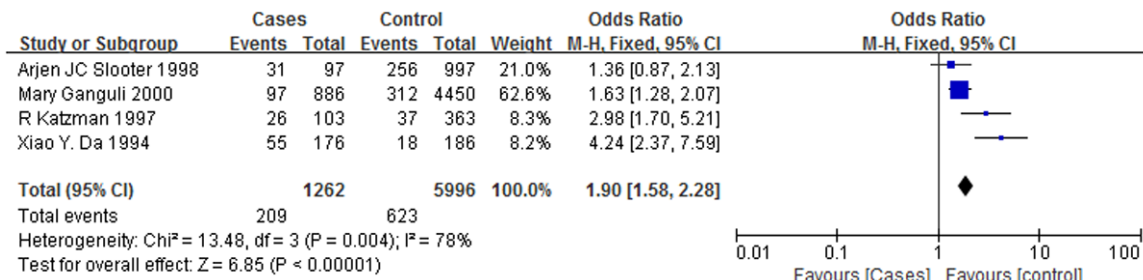 Cases Control Odds Ratio Odds Ratio
Study or Subgroup Events Total Events Total Weight M-H, Fixed, 95% CI M-H, Fixed, 95% CI
Arjen JC Slooter 1998 31 97 256 997 21.0% 1.36 [0.87, 2.13]
Mary Ganguli 2000 97 886 312 4450 62.6% 1.63 [1.28, 2.07]
R Katzman 1997 26 103 37 363 8.3% 2.98 [1.70, 5.21]
Xiao Y. Da 1994 55 176 18 186 8.2% 4.24 [2.37, 7.59]
Total (95% CI) 1262 5996 100.0% 1.90 [1.58, 2.28]
Total events 209 623
Heterogeneity: Chi² = 13.48, df = 3 (P = 0.004); I² = 78%
Test for overall effect: Z = 6.85 (P < 0.00001)
0.01 0.1 1 10 100
Favours [Cases] Favours [control]